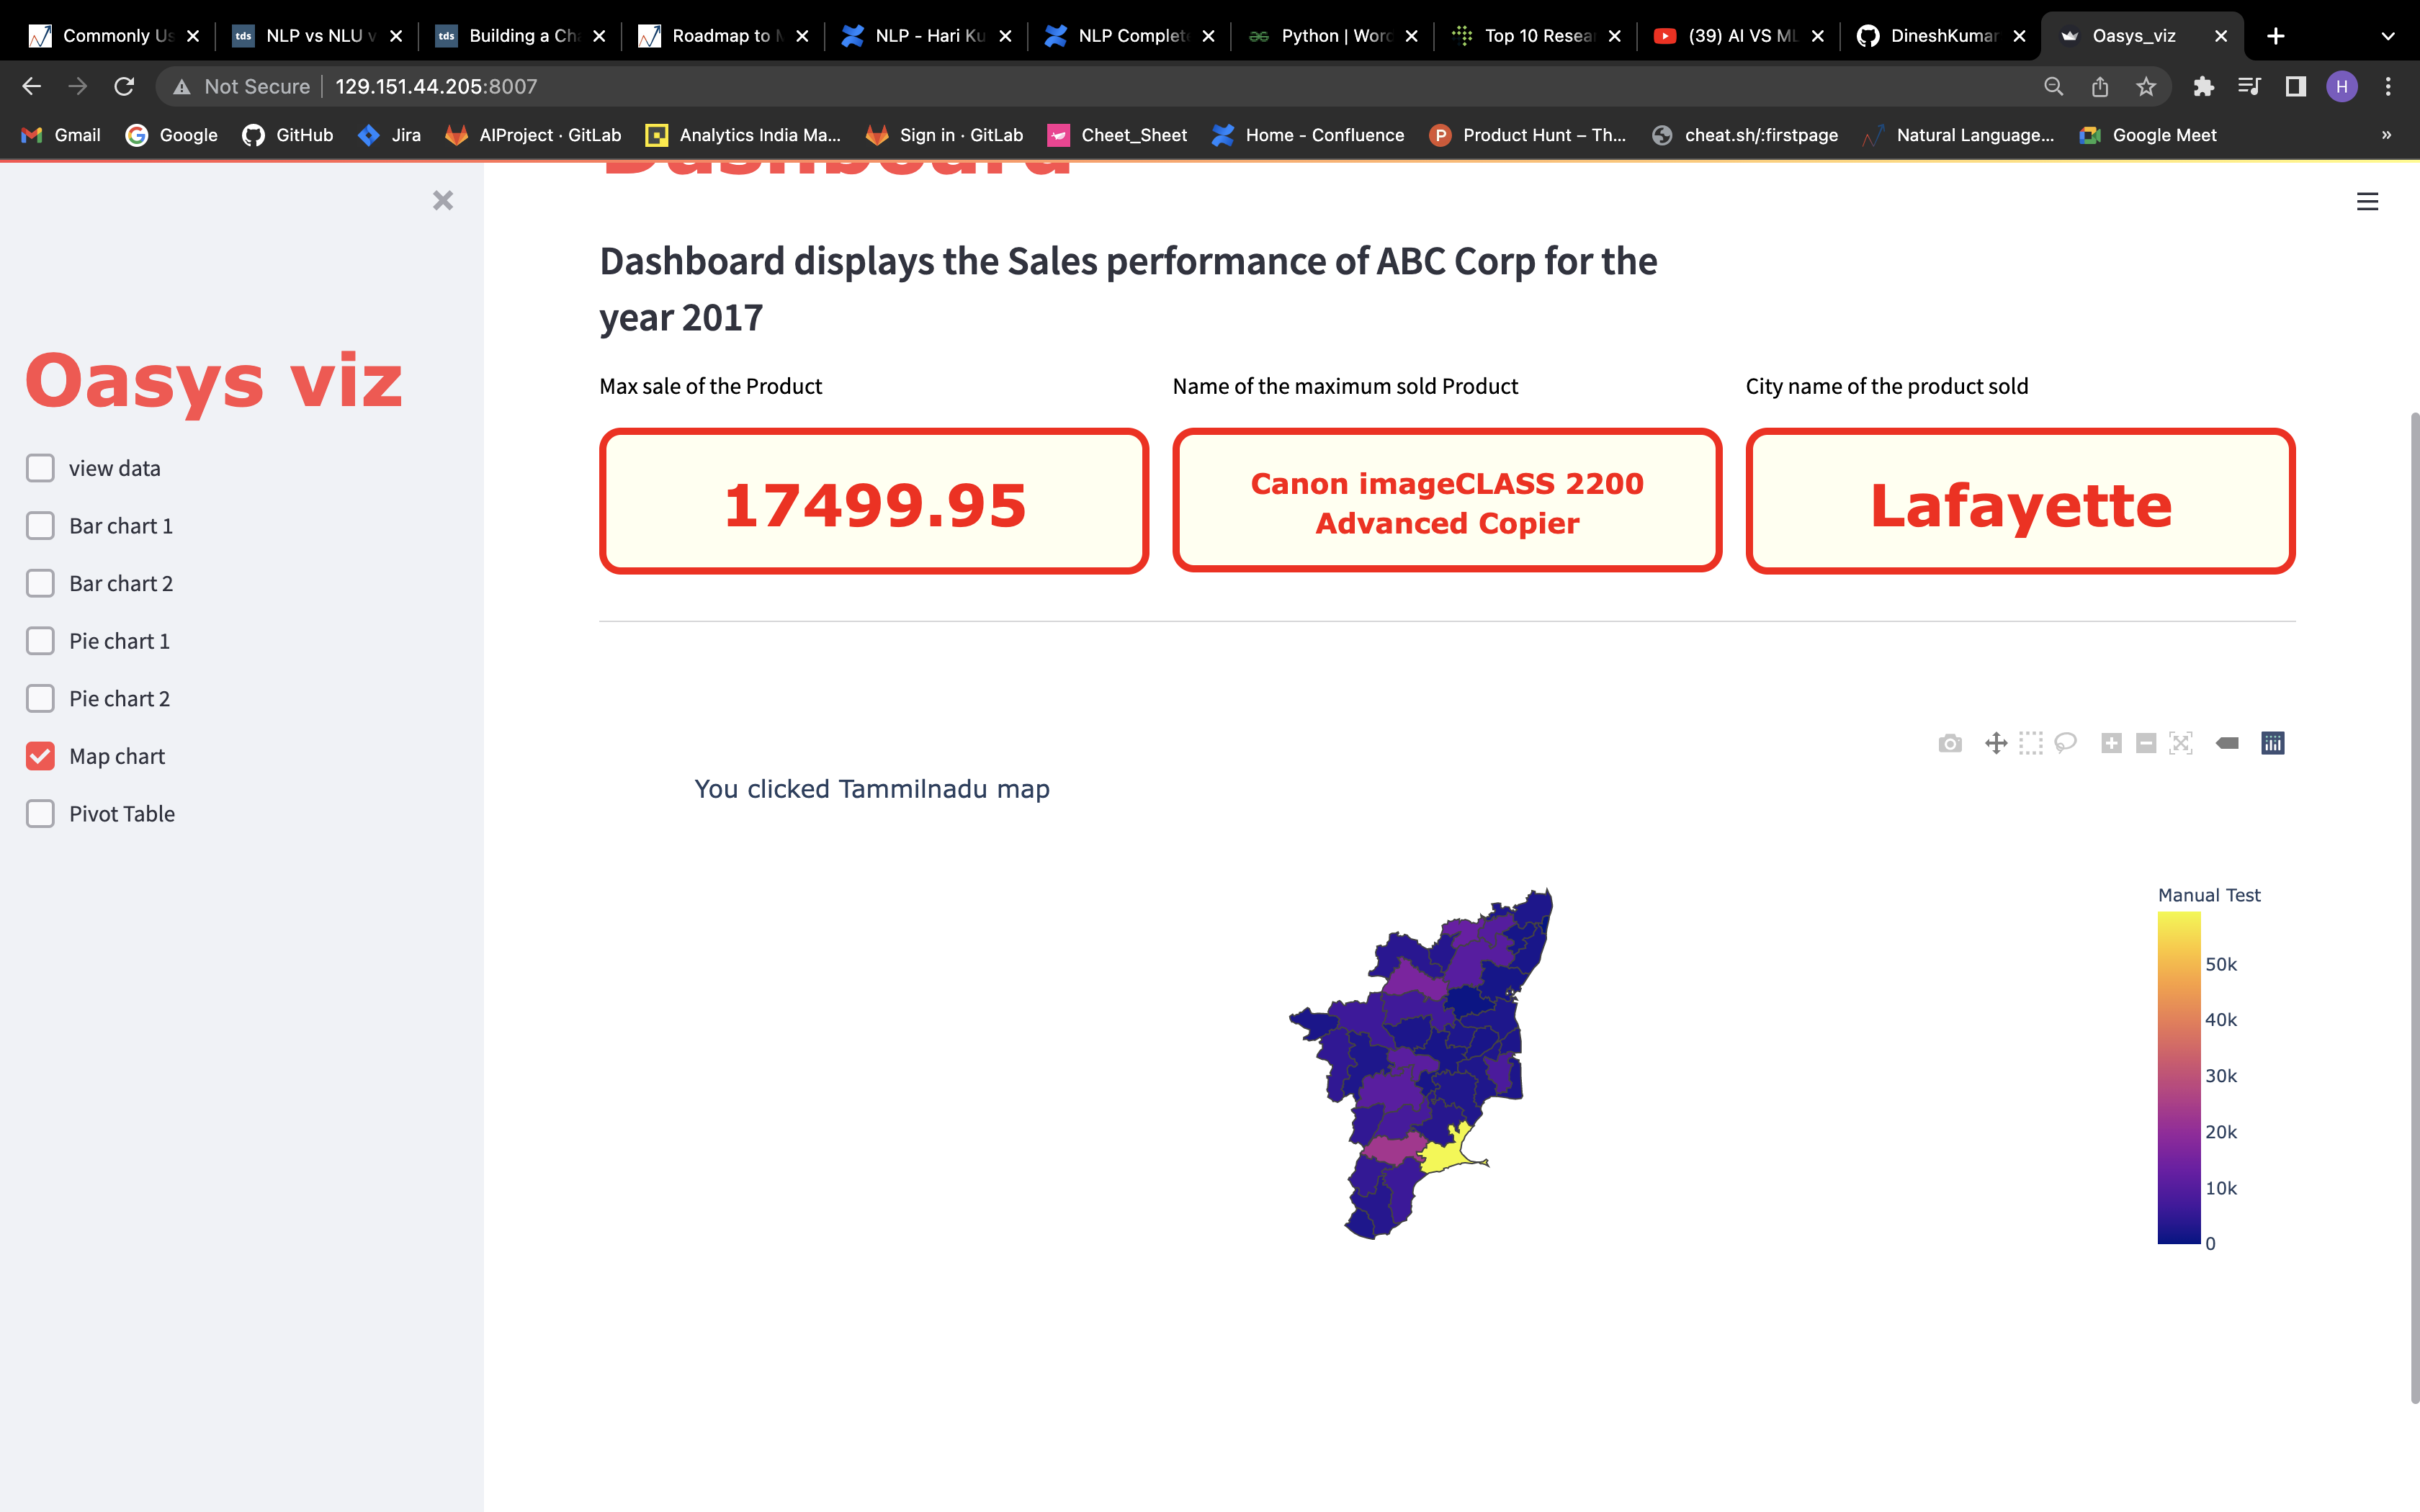 Commonly Us
tds NLP vs NLU v
tds Building a Ch
Roadmap to
NLP - Hari Ku
NLP Complet
Python | Wor
Top 10 Resea
(39) AI VS ML
DineshKumar
Oasys_viz
Not Secure
129.151.44.205:8007
H
Gmail
Google
GitHub
Jira
AIProject · GitLab
Analytics India Ma...
Sign in · GitLab
Cheet_Sheet
Home - Confluence
P Product Hunt – Th...
cheat.sh/:firstpage
Natural Language...
Google Meet
»
Dashboard
Dashboard displays the Sales performance of ABC Corp for the
year 2017
Oasys viz
view data
Bar chart 1
Bar chart 2
Pie chart 1
Pie chart 2
Map chart
Pivot Table
Max sale of the Product
17499.95
Name of the maximum sold Product
Canon imageCLASS 2200
Advanced Copier
City name of the product sold
Lafayette
You clicked Tammilnadu map
Manual Test
50k
40k
30k
20k
10k
0